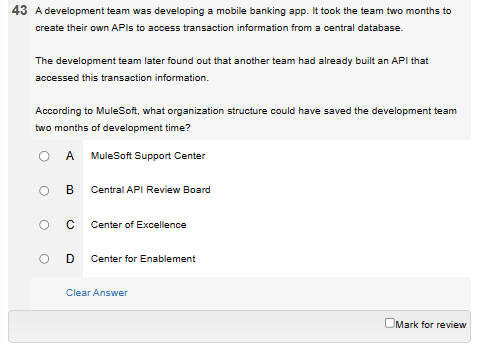 43 A development team was developing a mobile banking app. It took the team two months to
create their own APIs to access transaction information from a central database.
The development team later found out that another team had already built an API that
accessed this transaction information.
According to MuleSoft, what organization structure could have saved the development team
two months of development time?
A MuleSoft Support Center
B Central API Review Board
C Center of Excellence
D Center for Enablement
Clear Answer
Mark for review